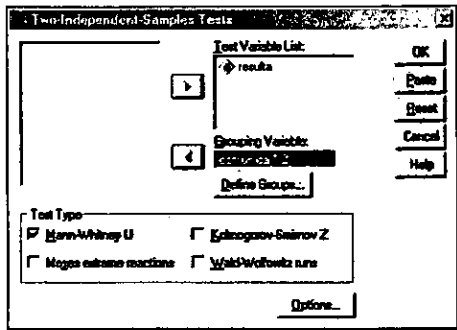 Two-Independent-Samples Tests
Test Variable List:
OK
Paste
Reset
Cancel
Help
Grouping Variable:
Define Groups...
Test Type
Mann-Whitney U
Kolmogorov-Smirnov Z
Moses extreme reactions
Wald-Wolfowitz runs
Options...